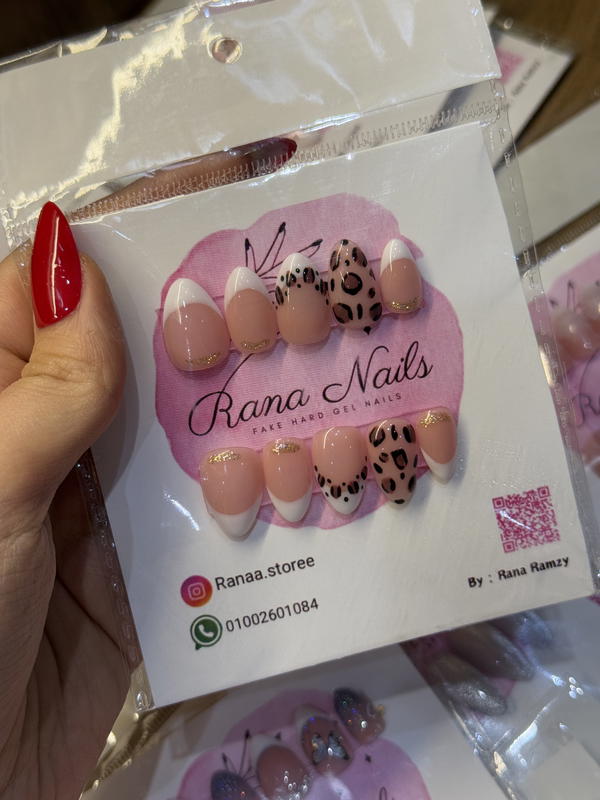 Rana Nails
FAKE HARD GEL NAILS
Ranaa.storee
01002601084
By : Rana Ramzy